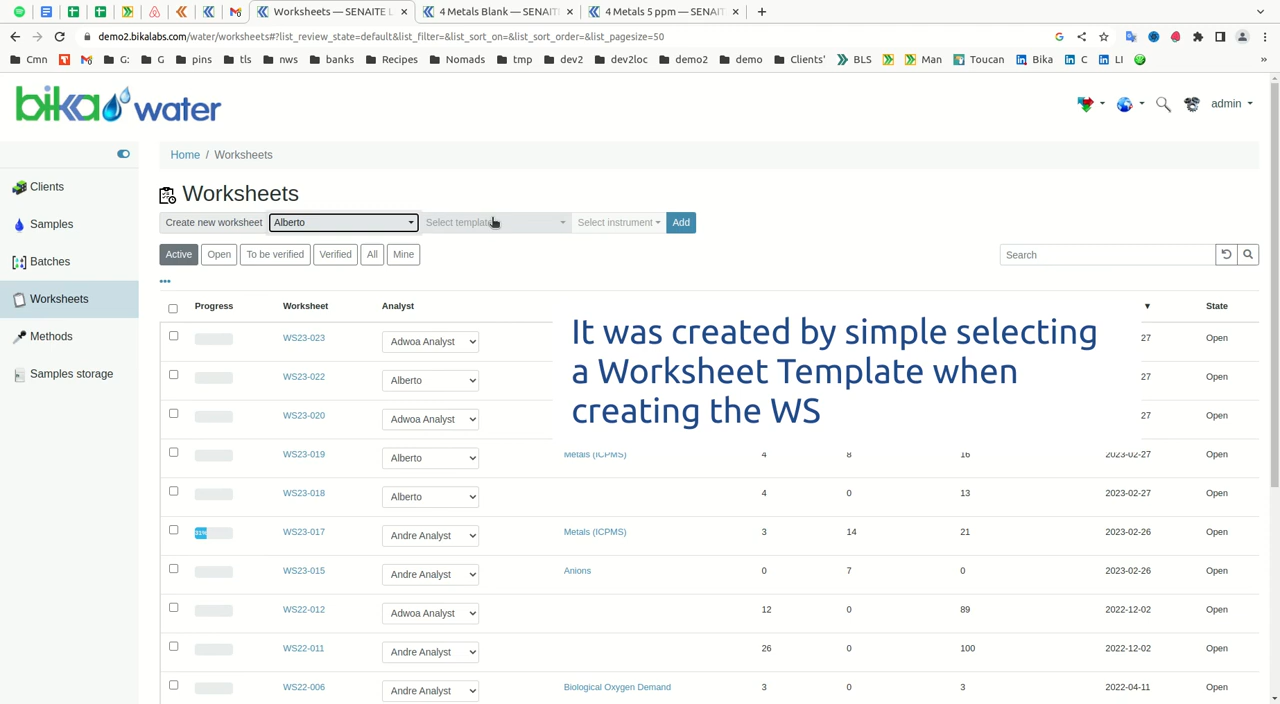 Worksheets — SENAITE L
4 Metals Blank — SENAIT
4 Metals 5 ppm — SENAIT
demo2.bikalabs.com/water/worksheets#?list_review_state=default&list_filter=&list_sort_on=&list_sort_order=&list_pagesize=50
Cmn G: G pins tls nws banks Recipes Nomads tmp dev2 dev2loc demo2 demo Clients' BLS Man Toucan Bika C LI »
bika water
admin
Home / Worksheets
Clients
Samples
Batches
Worksheets
Methods
Samples storage
Worksheets
Create new worksheet Alberto Select template Select instrument Add
Active Open To be verified Verified All Mine
Search
Progress Worksheet Analyst State
WS23-023 Adwoa Analyst 27 Open
WS23-022 Alberto 27 Open
WS23-020 Adwoa Analyst 27 Open
It was created by simple selecting
a Worksheet Template when
creating the WS
WS23-019 Alberto Metals (ICPMS) 4 8 16 2023-02-27 Open
WS23-018 Alberto 4 0 13 2023-02-27 Open
31% WS23-017 Andre Analyst Metals (ICPMS) 3 14 21 2023-02-26 Open
WS23-015 Andre Analyst Anions 0 7 0 2023-02-26 Open
WS22-012 Adwoa Analyst 12 0 89 2022-12-02 Open
WS22-011 Andre Analyst 26 0 100 2022-12-02 Open
WS22-006 Andre Analyst Biological Oxygen Demand 3 0 3 2022-04-11 Open